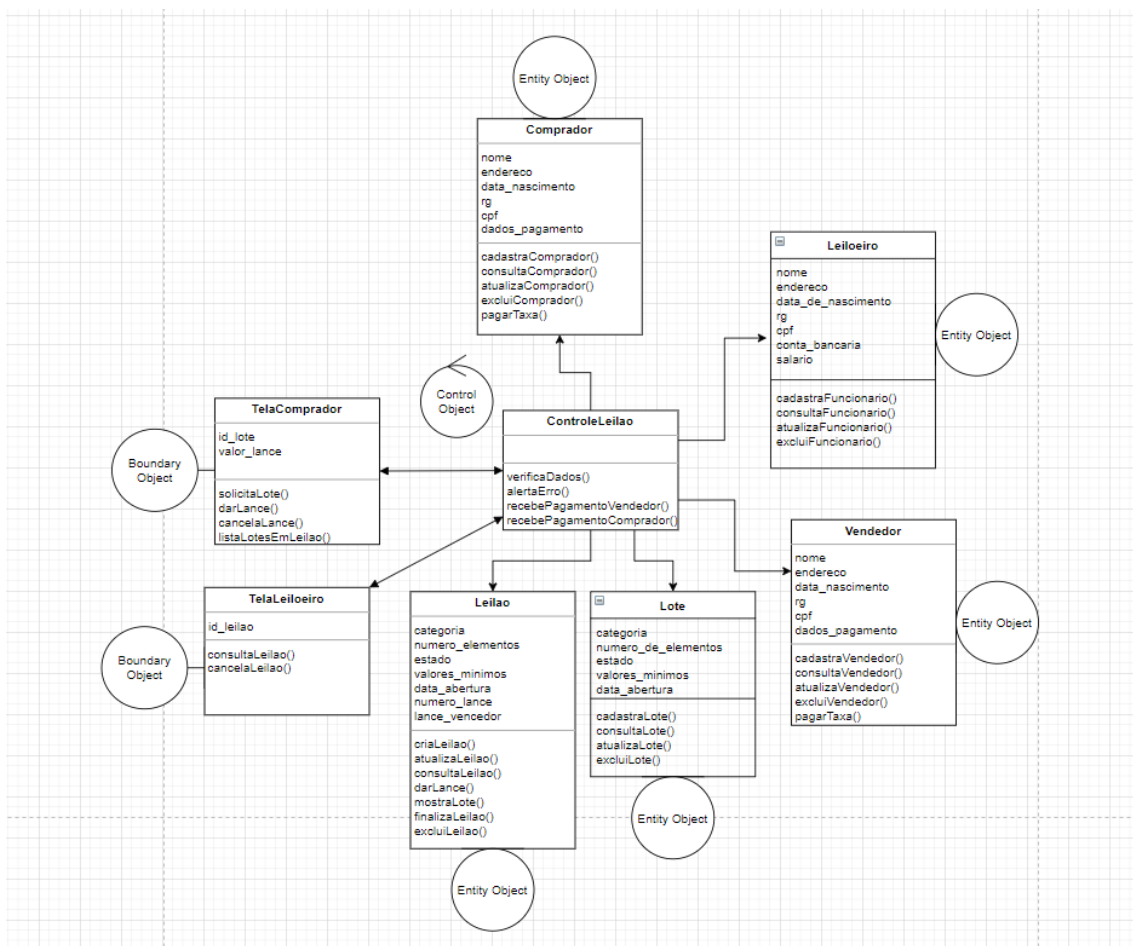 Entity Object
Comprador
nome
endereco
data_nascimento
rg
cpf
dados_pagamento
cadastraComprador()
consultaComprador()
atualizaComprador()
excluiComprador()
pagarTaxa()
Leiloeiro
nome
endereco
data_de_nascimento
rg
cpf
conta_bancaria
salario
cadastraFuncionario()
consultaFuncionario()
atualizaFuncionario()
excluiFuncionario()
Entity Object
Control
Object
TelaComprador
id_lote
valor_lance
solicitaLote()
darLance()
cancelaLance()
listaLotesEmLeilao()
Boundary
Object
ControleLeilao
verificaDados()
alertaErro()
recebePagamentoVendedor()
recebePagamentoComprador()
Vendedor
nome
endereco
data_nascimento
rg
cpf
dados_pagamento
cadastraVendedor()
consultaVendedor()
atualizaVendedor()
excluiVendedor()
pagarTaxa()
Entity Object
TelaLeiloeiro
id_leilao
consultaLeilao()
cancelaLeilao()
Boundary
Object
Leilao
categoria
numero_elementos
estado
valores_minimos
data_abertura
numero_lance
lance_vencedor
criaLeilao()
atualizaLeilao()
consultaLeilao()
darLance()
mostraLote()
finalizaLeilao()
excluiLeilao()
Entity Object
Lote
categoria
numero_de_elementos
estado
valores_minimos
data_abertura
cadastraLote()
consultaLote()
atualizaLote()
excluiLote()
Entity Object